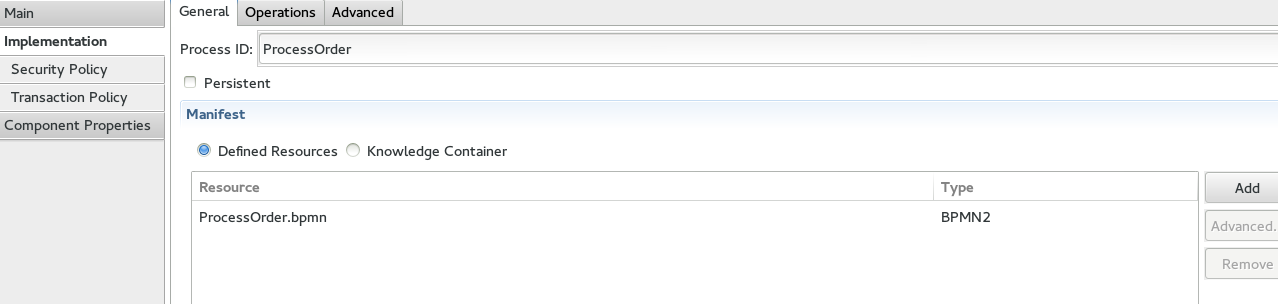 Main
Implementation
Security Policy
Transaction Policy
Component Properties
General Operations Advanced
Process ID: ProcessOrder
Persistent
Manifest
Defined Resources Knowledge Container
Resource Type
ProcessOrder.bpmn BPMN2
Add
Advanced.
Remove